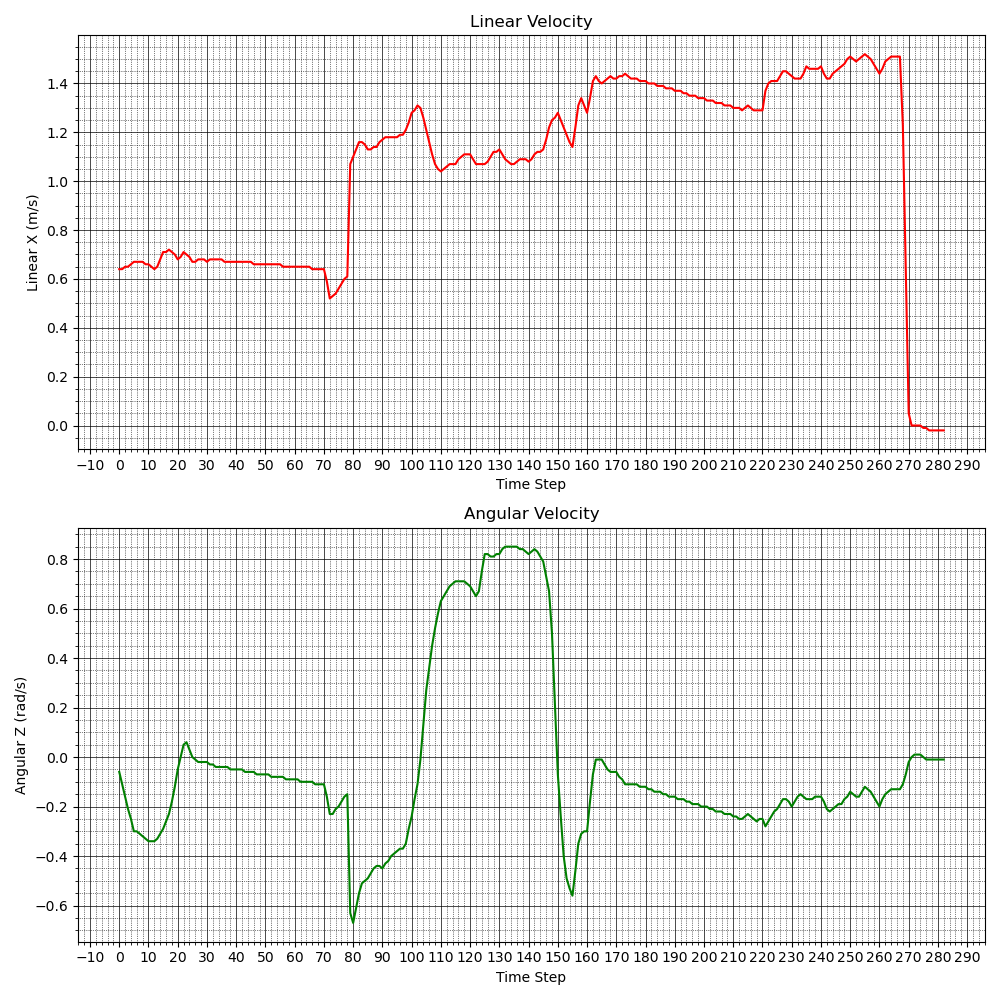 Linear Velocity
Linear X (m/s)
1.4
1.2
1.0
0.8
0.6
0.4
0.2
0.0
−10 0 10 20 30 40 50 60 70 80 90 100 110 120 130 140 150 160 170 180 190 200 210 220 230 240 250 260 270 280 290
Time Step
Angular Velocity
Angular Z (rad/s)
0.8
0.6
0.4
0.2
0.0
−0.2
−0.4
−0.6
−10 0 10 20 30 40 50 60 70 80 90 100 110 120 130 140 150 160 170 180 190 200 210 220 230 240 250 260 270 280 290
Time Step